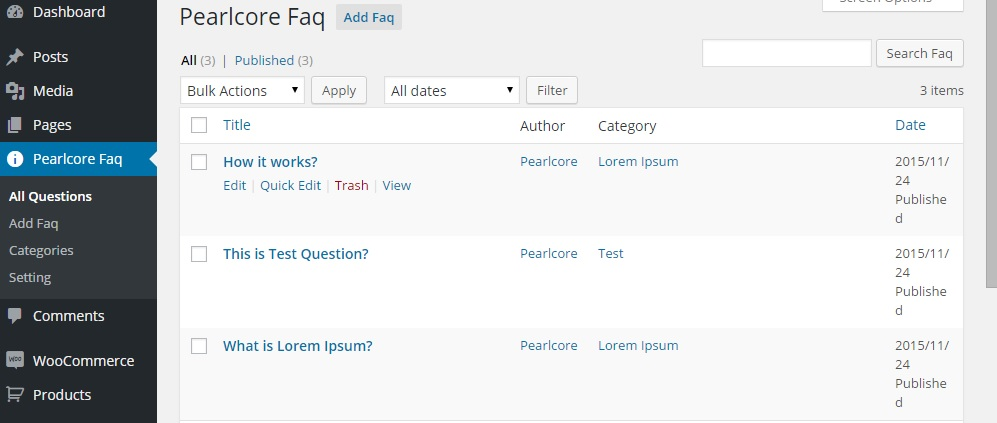 Dashboard
Posts
Media
Pages
Pearlcore Faq
All Questions
Add Faq
Categories
Setting
Comments
WooCommerce
Products
Screen Options
Pearlcore Faq Add Faq
All (3) | Published (3)
Search Faq
Bulk Actions Apply All dates Filter 3 items
Title Author Category Date
How it works? Pearlcore Lorem Ipsum 2015/11/
Edit | Quick Edit | Trash | View 24
Publishe
d
This is Test Question? Pearlcore Test 2015/11/
24
Publishe
d
What is Lorem Ipsum? Pearlcore Lorem Ipsum 2015/11/
24
Publishe
d